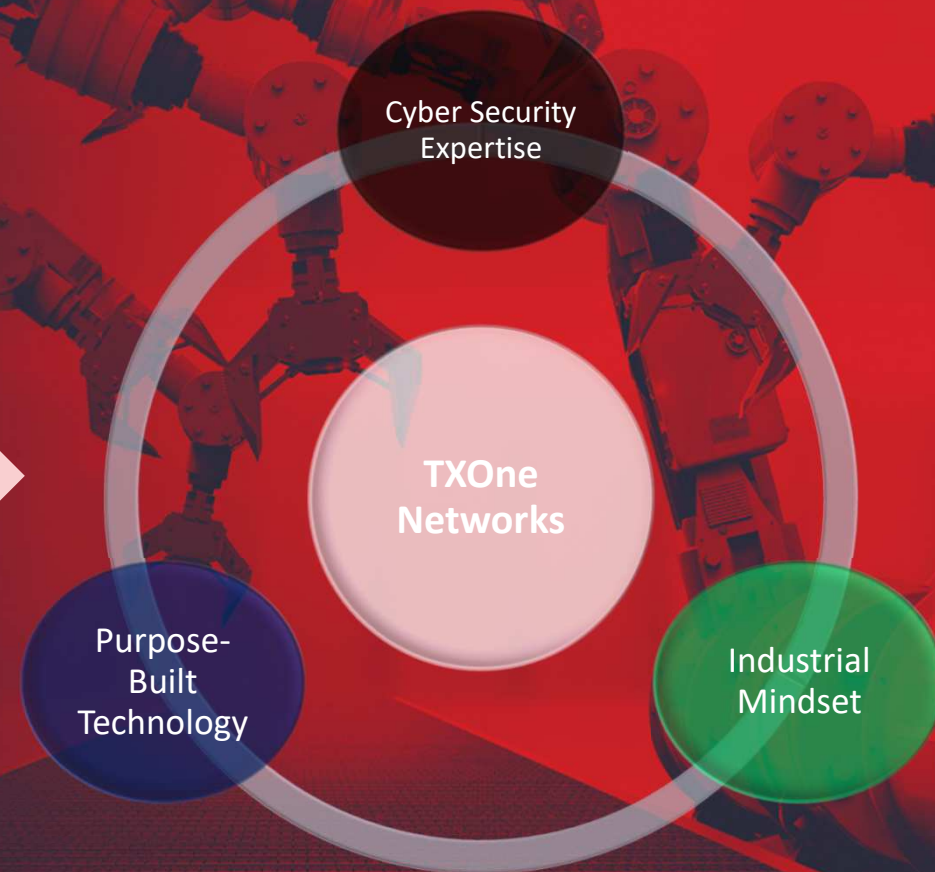 Cyber Security
Expertise
TXOne
Networks
Purpose-
Built
Technology
Industrial
Mindset